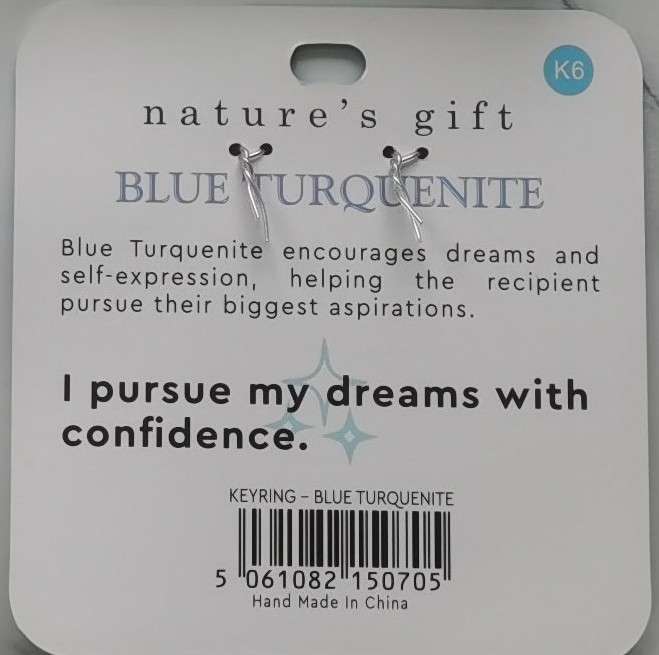 K6
nature's gift
BLUE TURQUENITE
Blue Turquenite encourages dreams and
self-expression, helping the recipient
pursue their biggest aspirations.
I pursue my dreams with
confidence.
KEYRING – BLUE TURQUENITE
5 061082 150705
Hand Made In China